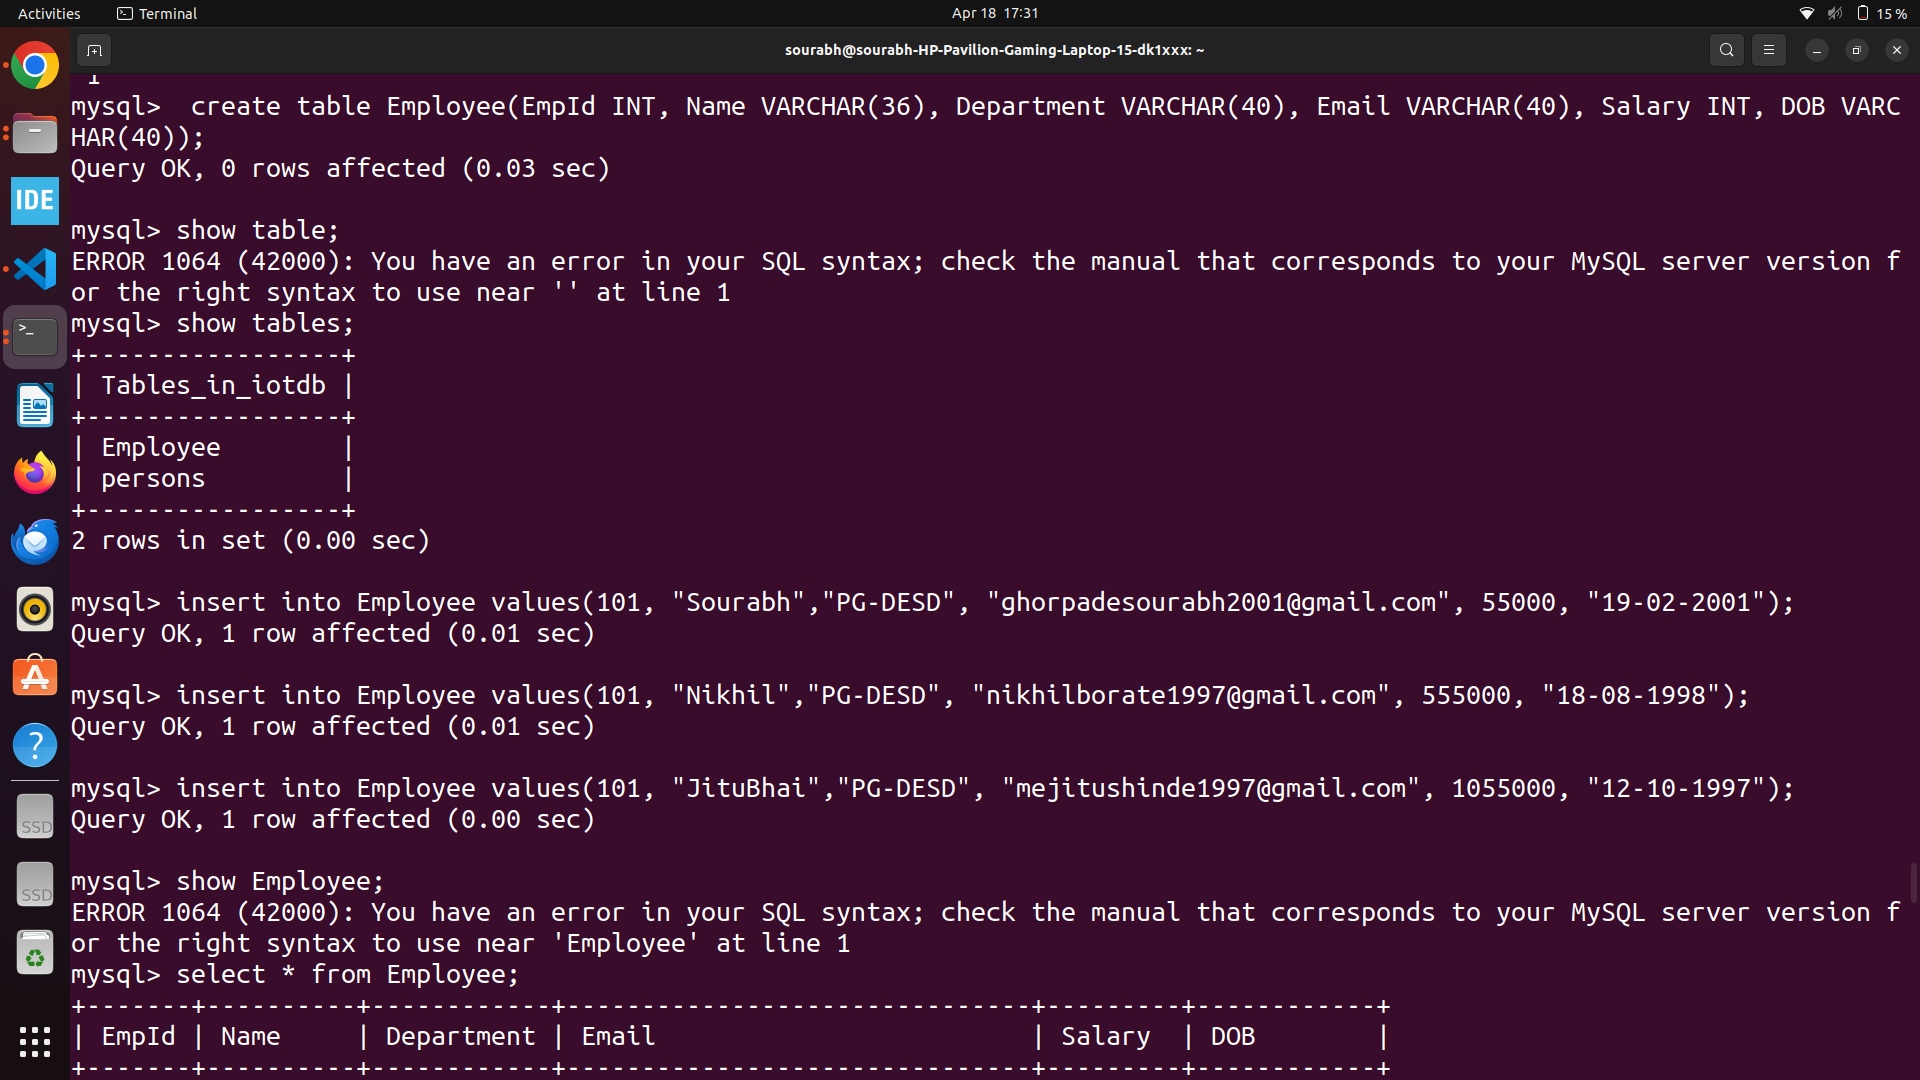 Activities
Terminal
Apr 18 17:31
15 %
sourabh@sourabh-HP-Pavilion-Gaming-Laptop-15-dk1xxx: ~
mysql>  create table Employee(EmpId INT, Name VARCHAR(36), Department VARCHAR(40), Email VARCHAR(40), Salary INT, DOB VARC
HAR(40));
Query OK, 0 rows affected (0.03 sec)
mysql> show table;
ERROR 1064 (42000): You have an error in your SQL syntax; check the manual that corresponds to your MySQL server version f
or the right syntax to use near '' at line 1
mysql> show tables;
+-----------------+
| Tables_in_iotdb |
+-----------------+
| Employee        |
| persons         |
+-----------------+
2 rows in set (0.00 sec)
mysql> insert into Employee values(101, "Sourabh","PG-DESD", "ghorpadesourabh2001@gmail.com", 55000, "19-02-2001");
Query OK, 1 row affected (0.01 sec)
mysql> insert into Employee values(101, "Nikhil","PG-DESD", "nikhilborate1997@gmail.com", 555000, "18-08-1998");
Query OK, 1 row affected (0.01 sec)
mysql> insert into Employee values(101, "JituBhai","PG-DESD", "mejitushinde1997@gmail.com", 1055000, "12-10-1997");
Query OK, 1 row affected (0.00 sec)
mysql> show Employee;
ERROR 1064 (42000): You have an error in your SQL syntax; check the manual that corresponds to your MySQL server version f
or the right syntax to use near 'Employee' at line 1
mysql> select * from Employee;
+-------+----------+------------+-------------------------------+---------+------------+
| EmpId | Name     | Department | Email                         | Salary  | DOB        |
+-------+----------+------------+-------------------------------+---------+------------+
IDE
>_
?
SSD
SSD